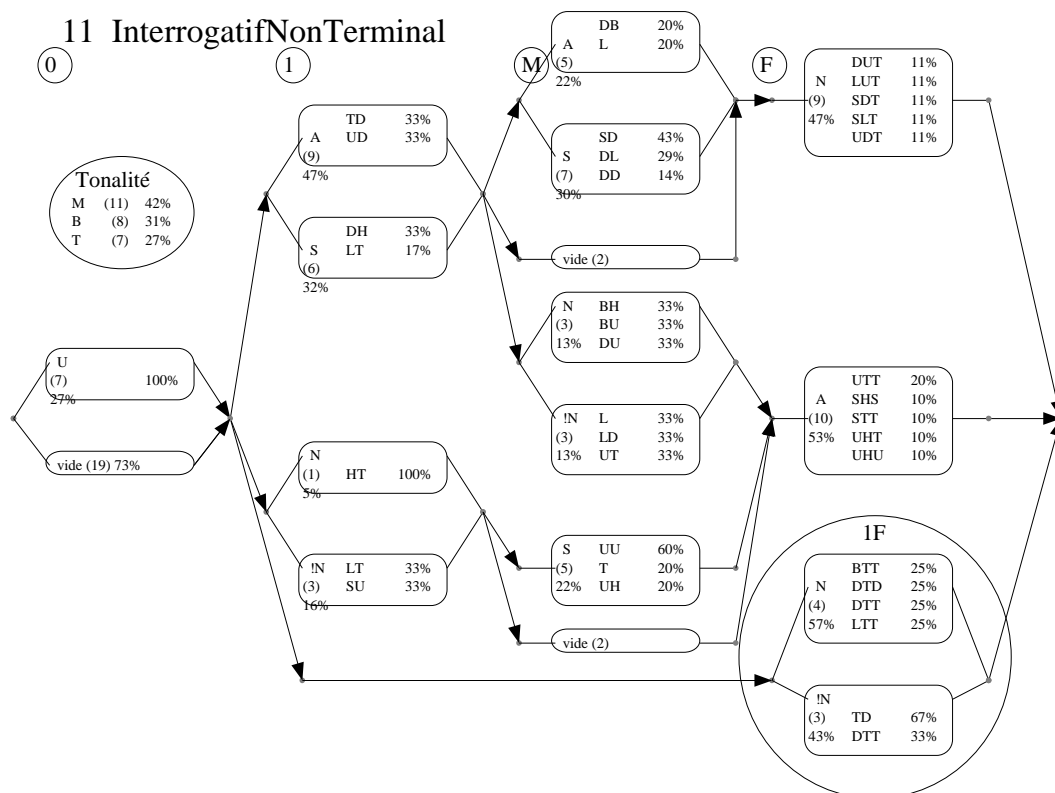 11 InterrogatifNonTerminal
0
1
M
F
Tonalité
M (11) 42%
B (8) 31%
T (7) 27%
U
(7) 100%
27%
vide (19) 73%
TD 33%
A UD 33%
(9)
47%
DH 33%
S LT 17%
(6)
32%
N
(1) HT 100%
5%
!N LT 33%
(3) SU 33%
16%
DB 20%
A L 20%
(5)
22%
SD 43%
S DL 29%
(7) DD 14%
30%
vide (2)
N BH 33%
(3) BU 33%
13% DU 33%
!N L 33%
(3) LD 33%
13% UT 33%
S UU 60%
(5) T 20%
22% UH 20%
vide (2)
DUT 11%
N LUT 11%
(9) SDT 11%
47% SLT 11%
UDT 11%
UTT 20%
A SHS 10%
(10) STT 10%
53% UHT 10%
UHU 10%
1F
BTT 25%
N DTD 25%
(4) DTT 25%
57% LTT 25%
!N
(3) TD 67%
43% DTT 33%